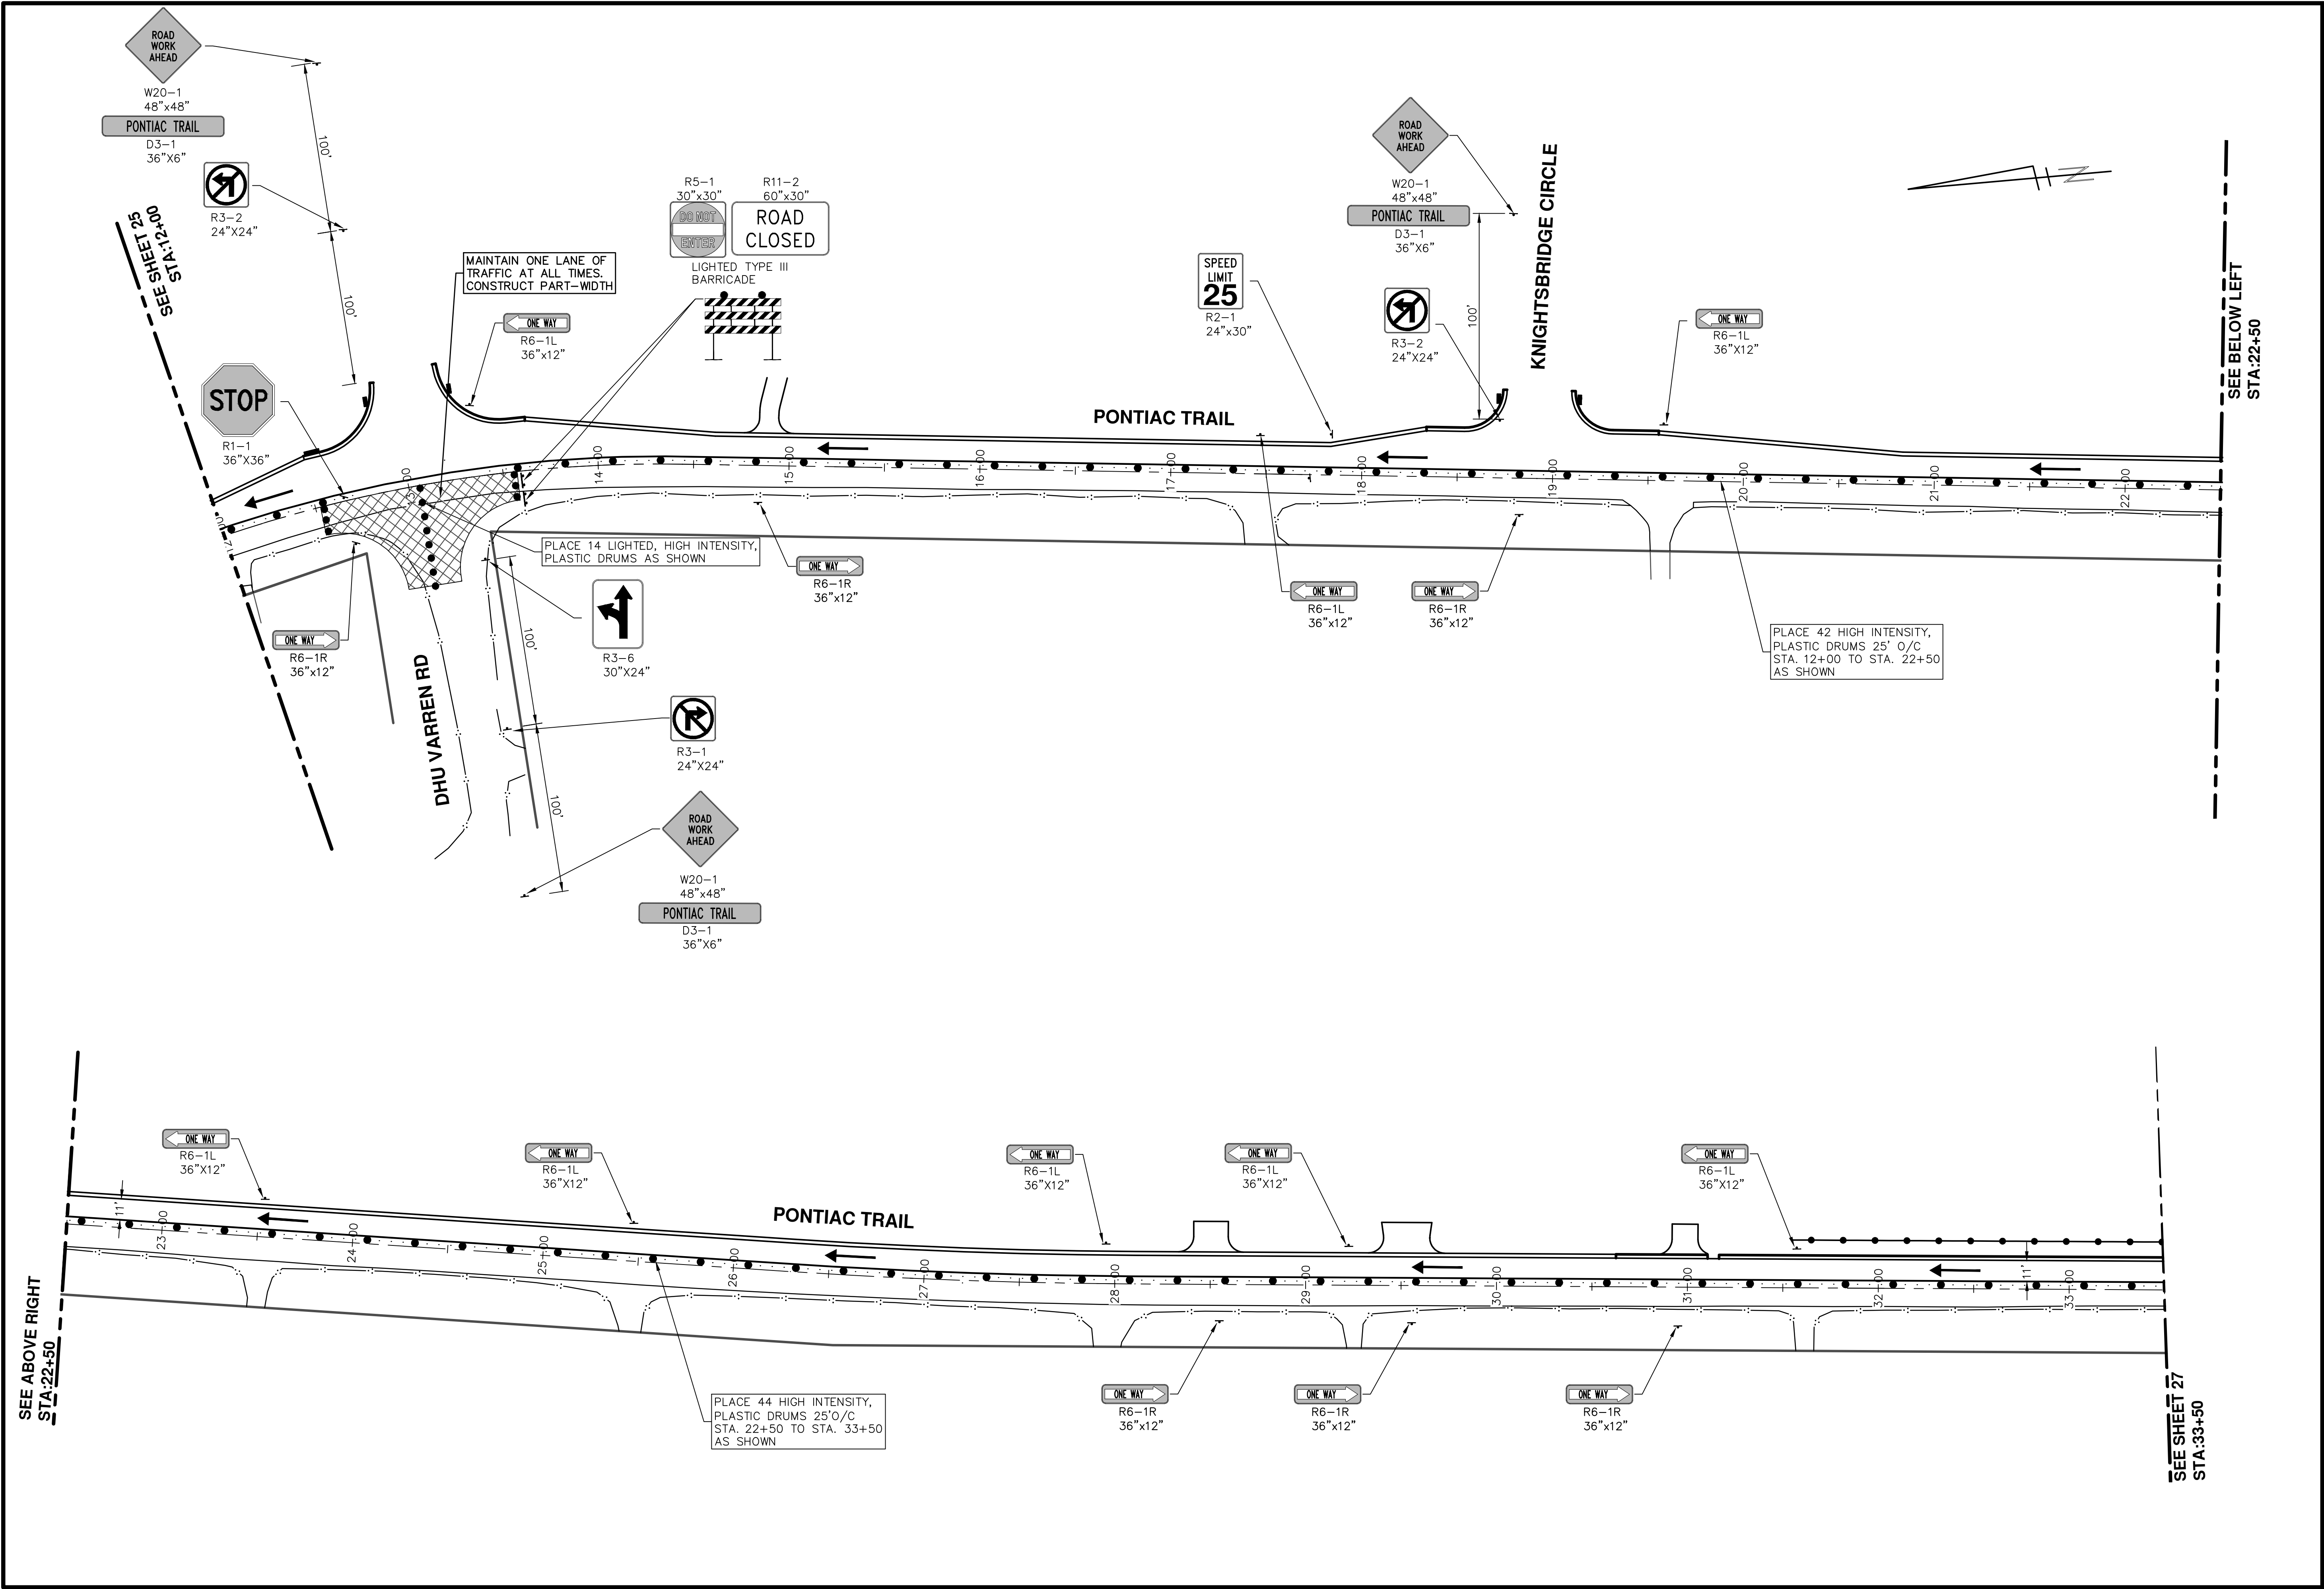 ROAD
WORK
AHEAD
W20-1
48"x48"
PONTIAC TRAIL
D3-1
36"X6"
R3-2
24"X24"
100'
100'
SEE SHEET 25
STA:12+00
STOP
R1-1
36"X36"
MAINTAIN ONE LANE OF
TRAFFIC AT ALL TIMES.
CONSTRUCT PART-WIDTH
ONE WAY
R6-1L
36"x12"
R5-1
30"x30"
R11-2
60"x30"
DO NOT
ENTER
ROAD
CLOSED
LIGHTED TYPE III
BARRICADE
SPEED
LIMIT
25
R2-1
24"x30"
ROAD
WORK
AHEAD
W20-1
48"x48"
PONTIAC TRAIL
D3-1
36"X6"
R3-2
24"X24"
100'
KNIGHTSBRIDGE CIRCLE
ONE WAY
R6-1L
36"X12"
N
SEE BELOW LEFT
STA:22+50
PONTIAC TRAIL
14+00
15+00
16+00
17+00
18+00
19+00
20+00
21+00
22+00
PLACE 14 LIGHTED, HIGH INTENSITY,
PLASTIC DRUMS AS SHOWN
ONE WAY
R6-1R
36"x12"
ONE WAY
R6-1R
36"x12"
R3-6
30"X24"
100'
DHU VARREN RD
R3-1
24"X24"
100'
ROAD
WORK
AHEAD
W20-1
48"x48"
PONTIAC TRAIL
D3-1
36"X6"
ONE WAY
R6-1L
36"x12"
ONE WAY
R6-1R
36"x12"
PLACE 42 HIGH INTENSITY,
PLASTIC DRUMS 25' O/C
STA. 12+00 TO STA. 22+50
AS SHOWN
SEE ABOVE RIGHT
STA:22+50
ONE WAY
R6-1L
36"X12"
ONE WAY
R6-1L
36"X12"
ONE WAY
R6-1L
36"X12"
ONE WAY
R6-1L
36"X12"
ONE WAY
R6-1L
36"X12"
PONTIAC TRAIL
11'
23+00
24+00
25+00
26+00
27+00
28+00
29+00
30+00
31+00
32+00
33+00
11'
PLACE 44 HIGH INTENSITY,
PLASTIC DRUMS 25'O/C
STA. 22+50 TO STA. 33+50
AS SHOWN
ONE WAY
R6-1R
36"x12"
ONE WAY
R6-1R
36"x12"
ONE WAY
R6-1R
36"x12"
SEE SHEET 27
STA:33+50